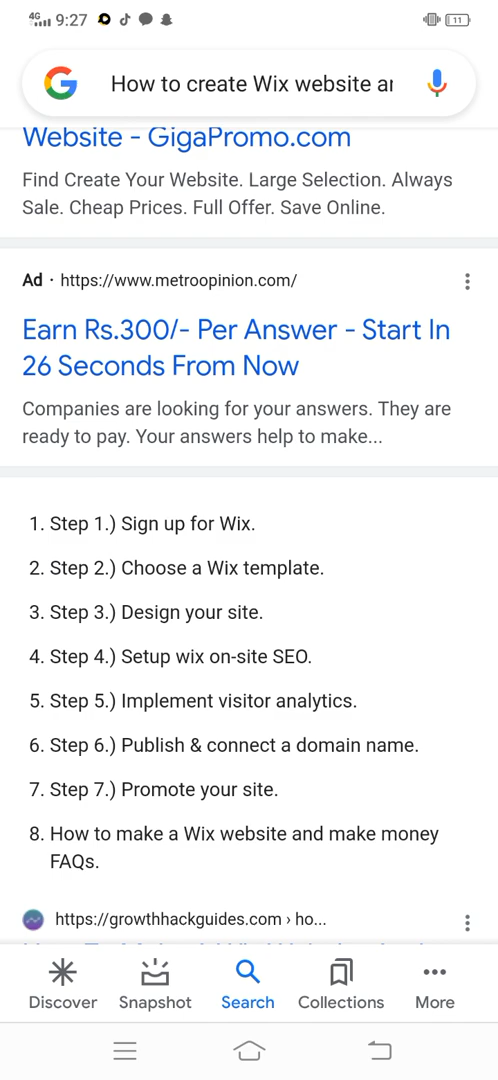 4G 9:27 11
How to create Wix website ar
Website - GigaPromo.com
Find Create Your Website. Large Selection. Always
Sale. Cheap Prices. Full Offer. Save Online.
Ad · https://www.metroopinion.com/
Earn Rs.300/- Per Answer - Start In
26 Seconds From Now
Companies are looking for your answers. They are
ready to pay. Your answers help to make...
1. Step 1.) Sign up for Wix.
2. Step 2.) Choose a Wix template.
3. Step 3.) Design your site.
4. Step 4.) Setup wix on-site SEO.
5. Step 5.) Implement visitor analytics.
6. Step 6.) Publish & connect a domain name.
7. Step 7.) Promote your site.
8. How to make a Wix website and make money
FAQs.
https://growthhackguides.com › ho...
Discover Snapshot Search Collections More